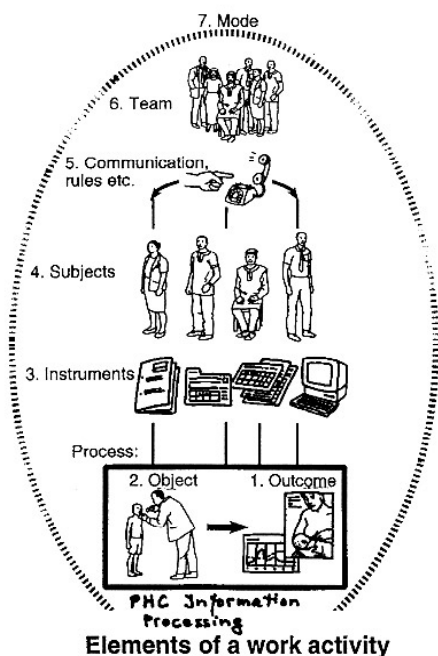 7. Mode
6. Team
5. Communication,
rules etc.
4. Subjects
3. Instruments
Process:
2. Object
1. Outcome
PHC Information
Processing
Elements of a work activity